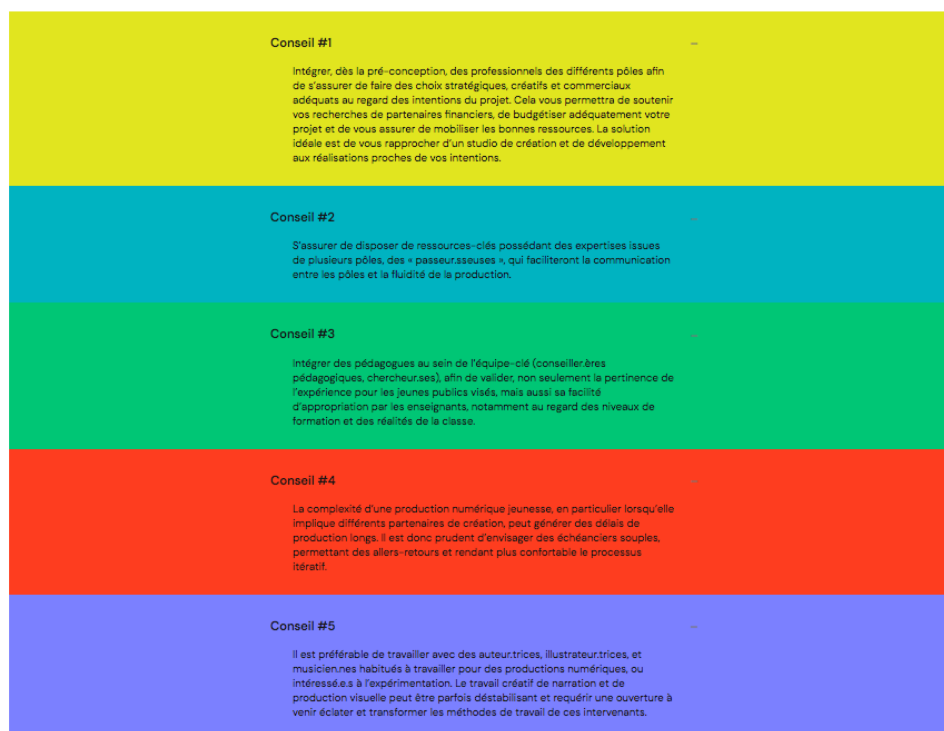 Conseil #1
Intégrer, dès la pré-conception, des professionnels des différents pôles afin
de s'assurer de faire des choix stratégiques, créatifs et commerciaux
adéquats au regard des intentions du projet. Cela vous permettra de soutenir
vos recherches de partenaires financiers, de budgétiser adéquatement votre
projet et de vous assurer de mobiliser les bonnes ressources. La solution
idéale est de vous rapprocher d'un studio de création et de développement
aux réalisations proches de vos intentions.
Conseil #2
S'assurer de disposer de ressources-clés possédant des expertises issues
de plusieurs pôles, des « passeur.sseuses », qui faciliteront la communication
entre les pôles et la fluidité de la production.
Conseil #3
Intégrer des pédagogues au sein de l'équipe-clé (conseiller.ères
pédagogiques, chercheur.ses), afin de valider, non seulement la pertinence de
l'expérience pour les jeunes publics visés, mais aussi sa facilité
d'appropriation par les enseignants, notamment au regard des niveaux de
formation et des réalités de la classe.
Conseil #4
La complexité d'une production numérique jeunesse, en particulier lorsqu'elle
implique différents partenaires de création, peut générer des délais de
production longs. Il est donc prudent d'envisager des échéanciers souples,
permettant des allers-retours et rendant plus confortable le processus
itératif.
Conseil #5
Il est préférable de travailler avec des auteur.trices, illustrateur.trices, et
musicien.nes habitués à travailler pour des productions numériques, ou
intéressé.e.s à l'expérimentation. Le travail créatif de narration et de
production visuelle peut être parfois déstabilisant et requérir une ouverture à
venir éclater et transformer les méthodes de travail de ces intervenants.